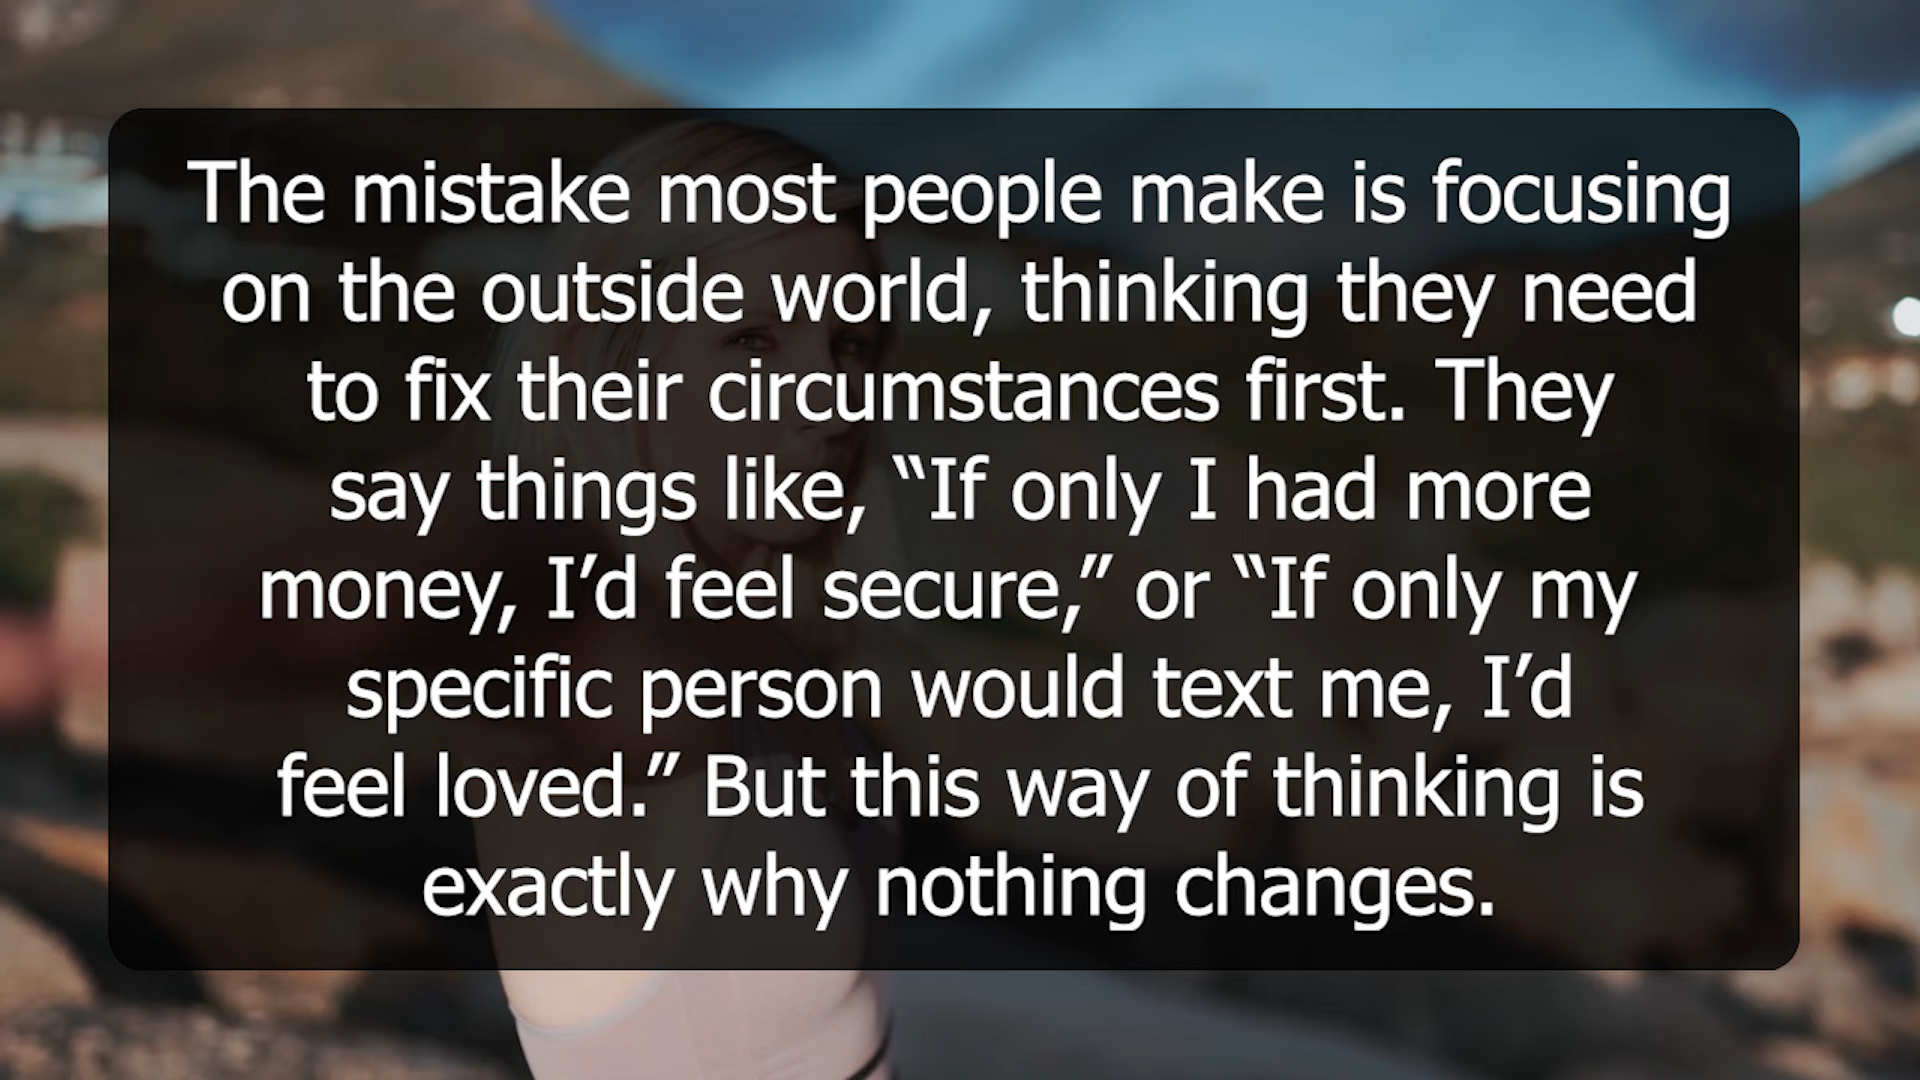 The mistake most people make is focusing
on the outside world, thinking they need
to fix their circumstances first. They
say things like, “If only I had more
money, I’d feel secure,” or “If only my
specific person would text me, I’d
feel loved.” But this way of thinking is
exactly why nothing changes.